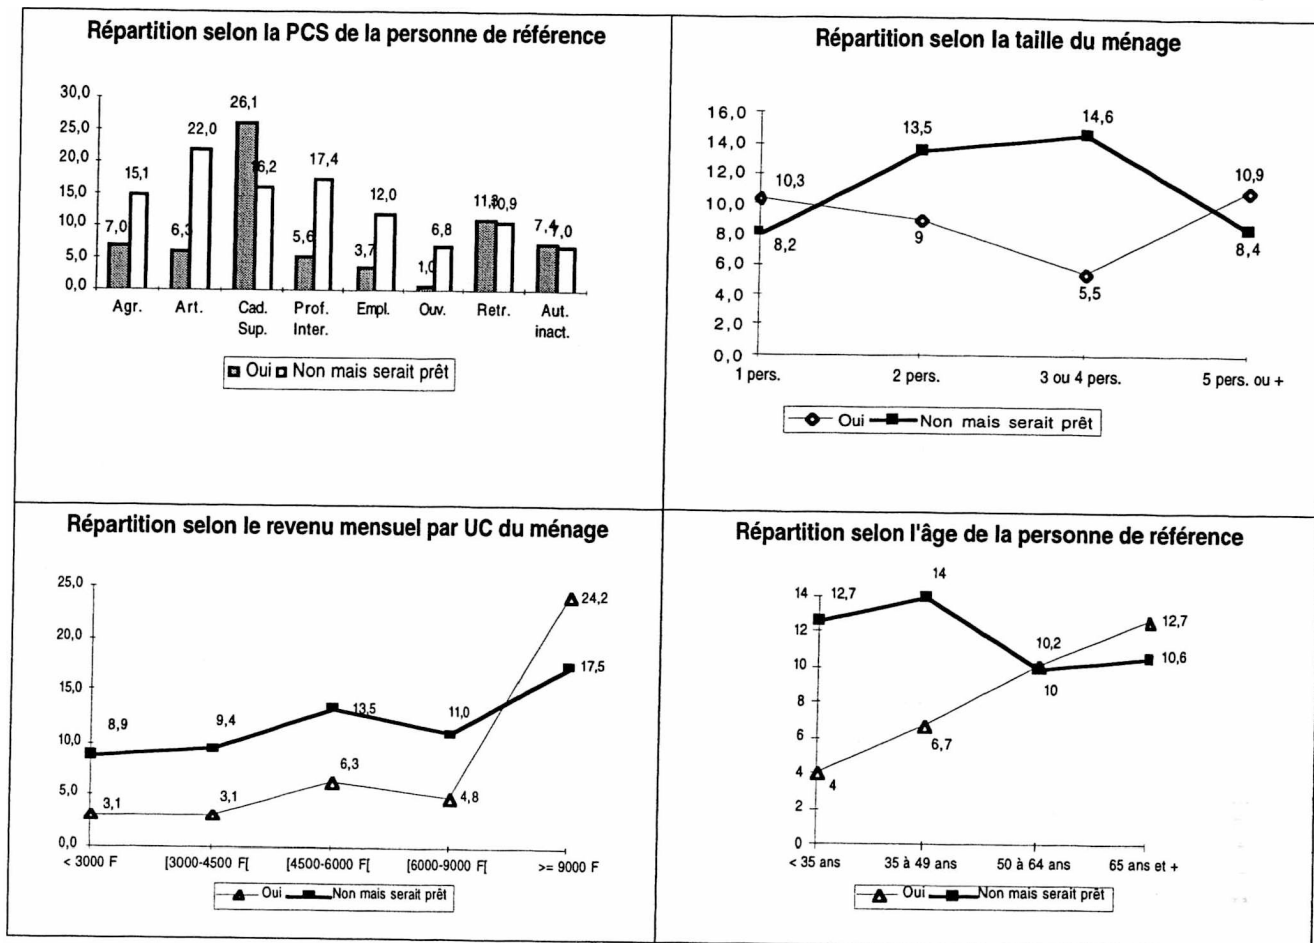 Répartition selon la PCS de la personne de référence
30,0
25,0
20,0
15,0
10,0
5,0
0,0
7,0
15,1
6,3
22,0
26,1
16,2
5,6
17,4
3,7
12,0
1,0
6,8
10,9
7,4
7,0
Agr.
Art.
Cad. Sup.
Prof. Inter.
Empl.
Ouv.
Retr.
Aut. inact.
Oui Non mais serait prêt
Répartition selon la taille du ménage
16,0
14,0
12,0
10,0
8,0
6,0
4,0
2,0
0,0
10,3
8,2
13,5
9
14,6
5,5
10,9
8,4
1 pers.
2 pers.
3 ou 4 pers.
5 pers. ou +
Oui Non mais serait prêt
Répartition selon le revenu mensuel par UC du ménage
25,0
20,0
15,0
10,0
5,0
0,0
8,9
3,1
9,4
3,1
13,5
6,3
11,0
4,8
24,2
17,5
< 3000 F
[3000-4500 F[
[4500-6000 F[
[6000-9000 F[
>= 9000 F
Oui Non mais serait prêt
Répartition selon l'âge de la personne de référence
14
12
10
8
6
4
2
0
12,7
4
14
6,7
10,2
10
12,7
10,6
< 35 ans
35 à 49 ans
50 à 64 ans
65 ans et +
Oui Non mais serait prêt